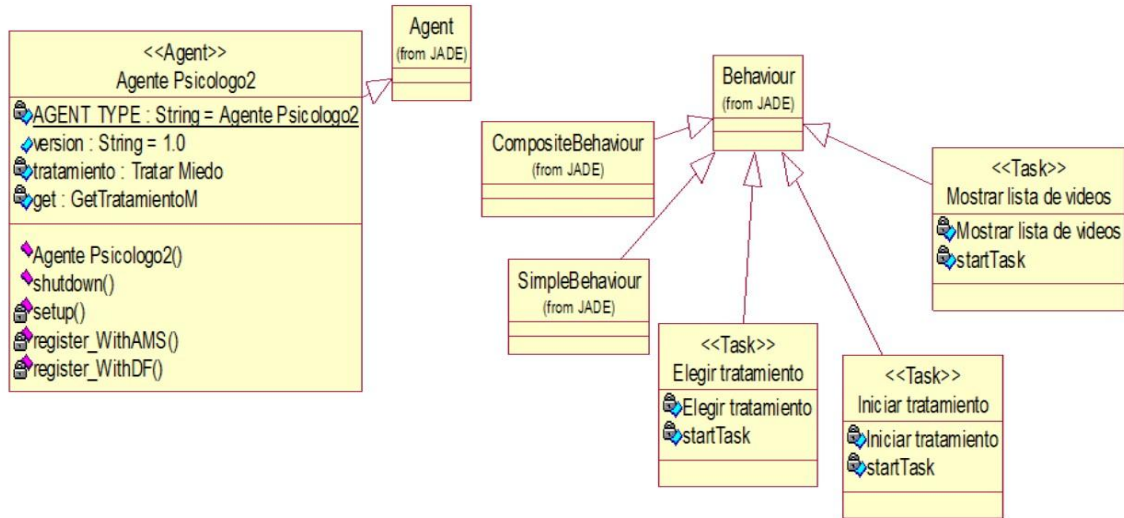 <<Agent>>
Agente Psicologo2
AGENT_TYPE : String = Agente Psicologo2
version : String = 1.0
tratamiento : Tratar Miedo
get : GetTratamientoM
Agente Psicologo2()
shutdown()
setup()
register_WithAMS()
register_WithDF()
Agent
(from JADE)
Behaviour
(from JADE)
CompositeBehaviour
(from JADE)
SimpleBehaviour
(from JADE)
<<Task>>
Elegir tratamiento
Elegir tratamiento
startTask
<<Task>>
Iniciar tratamiento
Iniciar tratamiento
startTask
<<Task>>
Mostrar lista de videos
Mostrar lista de videos
startTask